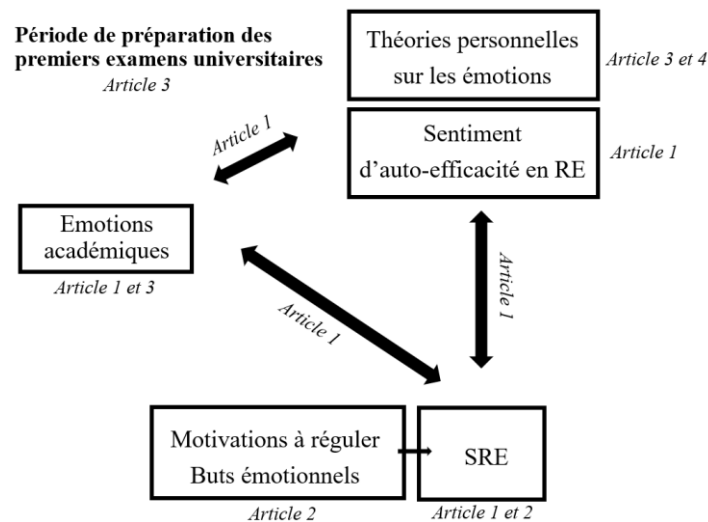 Période de préparation des
premiers examens universitaires
Article 3
Théories personnelles
sur les émotions
Article 3 et 4
Article 1
Sentiment
d'auto-efficacité en RE
Article 1
Emotions
académiques
Article 1 et 3
Article 1
Article 1
Motivations à réguler
Buts émotionnels
Article 2
SRE
Article 1 et 2